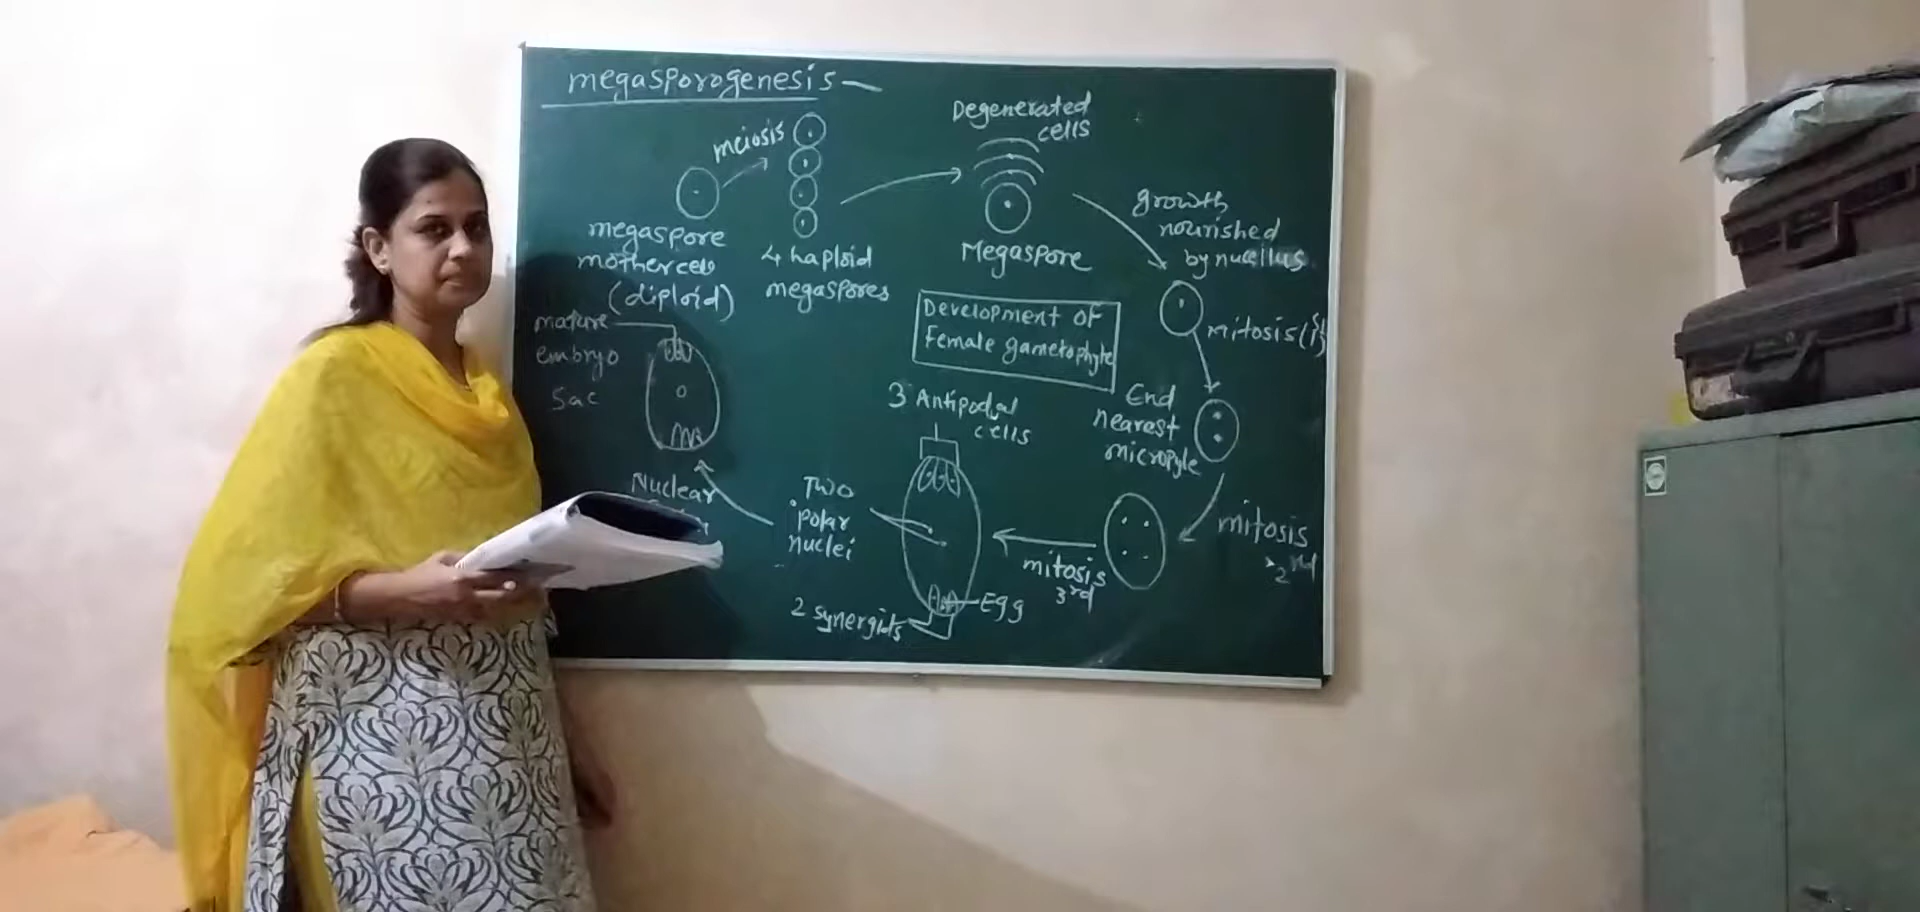 megasporogenesis
meiosis
megaspore
mother cell
(diploid)
4 haploid
megaspores
Degenerated
cells
Megaspore
growth
nourished
by nucellus
mitosis (1)
End
nearest
micropyle
mitosis
2nd
mitosis
3rd
Development of
Female gametophyte
3 Antipodal
cells
Two
polar
nuclei
2 synergids
Egg
mature
embryo
sac
Nuclear